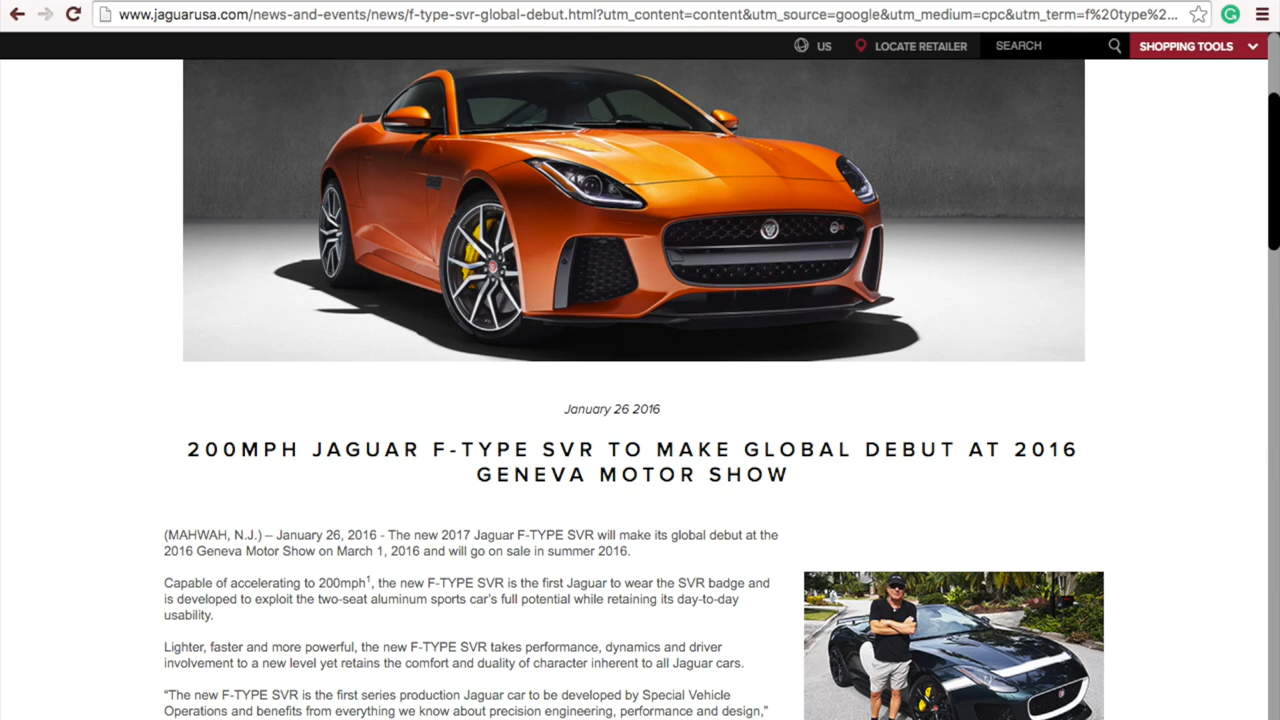 www.jaguarusa.com/news-and-events/news/f-type-svr-global-debut.html?utm_content=content&utm_source=google&utm_medium=cpc&utm_term=f%20type%2...
US LOCATE RETAILER SEARCH SHOPPING TOOLS
January 26 2016
200MPH JAGUAR F-TYPE SVR TO MAKE GLOBAL DEBUT AT 2016
GENEVA MOTOR SHOW
(MAHWAH, N.J.) – January 26, 2016 - The new 2017 Jaguar F-TYPE SVR will make its global debut at the
2016 Geneva Motor Show on March 1, 2016 and will go on sale in summer 2016.
Capable of accelerating to 200mph1, the new F-TYPE SVR is the first Jaguar to wear the SVR badge and
is developed to exploit the two-seat aluminum sports car's full potential while retaining its day-to-day
usability.
Lighter, faster and more powerful, the new F-TYPE SVR takes performance, dynamics and driver
involvement to a new level yet retains the comfort and duality of character inherent to all Jaguar cars.
"The new F-TYPE SVR is the first series production Jaguar car to be developed by Special Vehicle
Operations and benefits from everything we know about precision engineering, performance and design,"